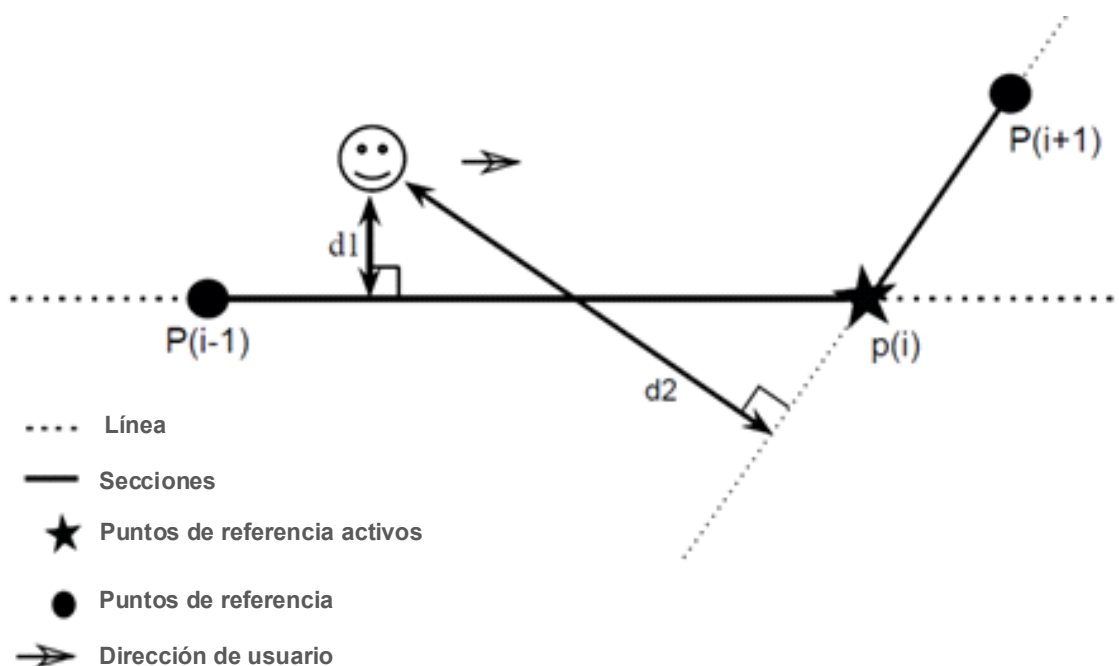 P(i+1)
d1
P(i-1)
p(i)
d2
Línea
Secciones
Puntos de referencia activos
Puntos de referencia
Dirección de usuario